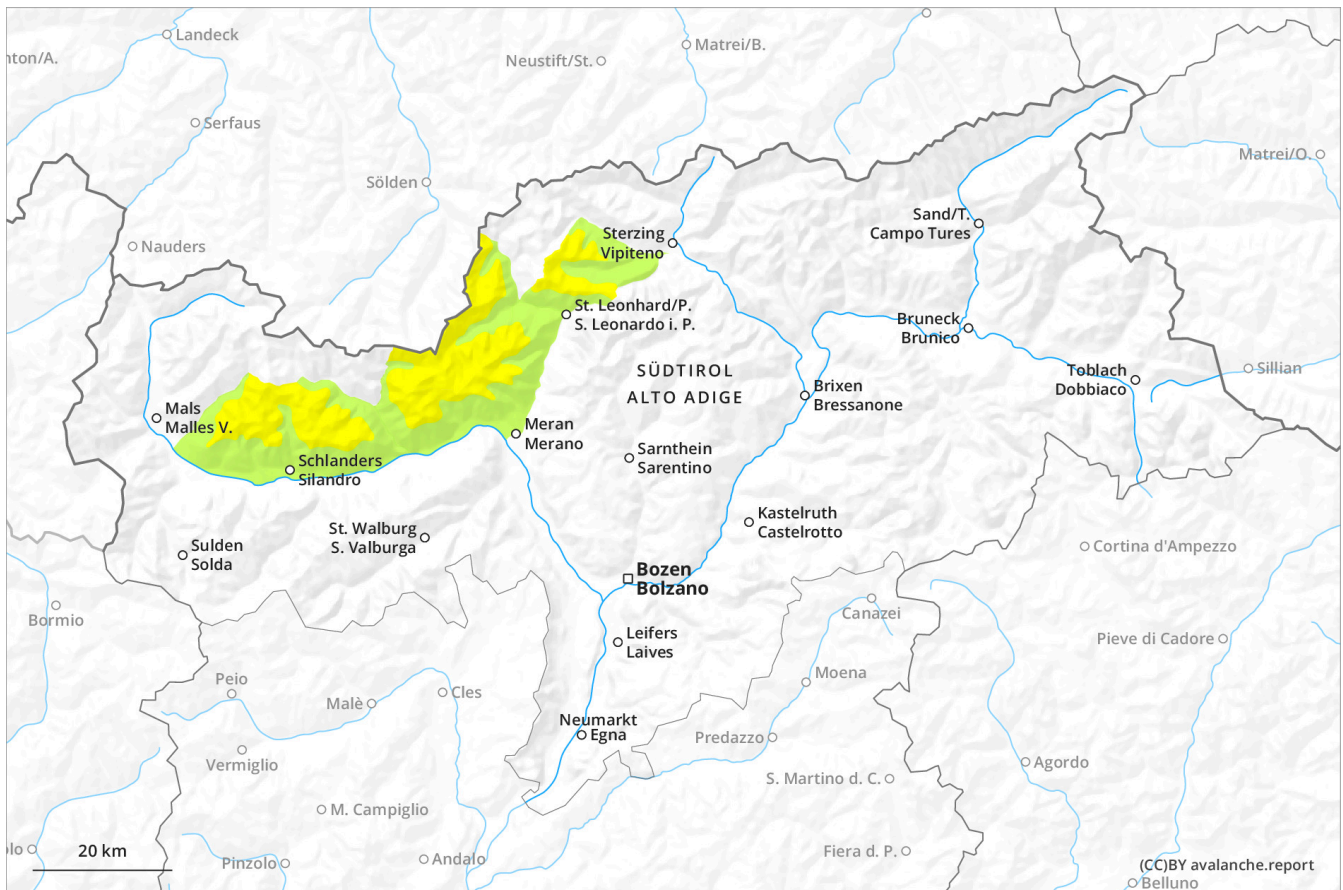 Landeck
Matrei/B.
Neustift/St.
Serfaus
Matrei/O.
Sölden
Nauders
Sand/T.
Campo Tures
Sterzing
Vipiteno
St. Leonhard/P.
S. Leonardo i. P.
Bruneck
Brunico
SÜDTIROL
ALTO ADIGE
Toblach
Dobbiaco
Sillian
Brixen
Bressanone
Mals
Malles V.
Meran
Merano
Schlanders
Silandro
Sarnthein
Sarentino
Kastelruth
Castelrotto
St. Walburg
S. Valburga
Sulden
Solda
Cortina d'Ampezzo
Bozen
Bolzano
Bormio
Canazei
Leifers
Laives
Pieve di Cadore
Peio
Malè
Cles
Moena
Neumarkt
Egna
Predazzo
Vermiglio
Agordo
S. Martino d. C.
M. Campiglio
20 km
Pinzolo
Andalo
Fiera d. P.
(CC)BY avalanche.report
Belluno